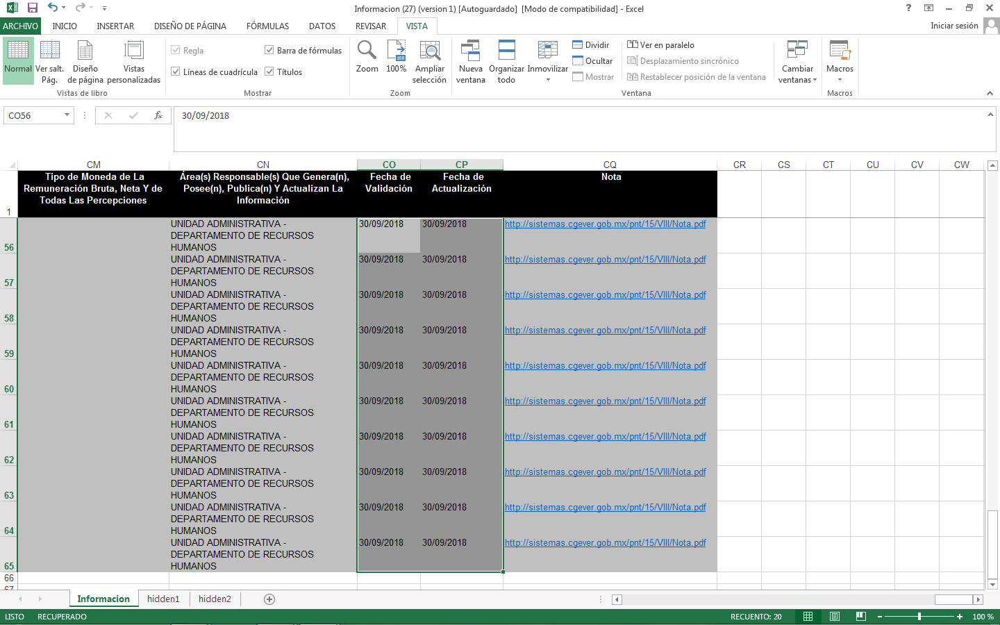 Informacion (27) (version 1) [Autoguardado]  [Modo de compatibilidad] - Excel
ARCHIVO INICIO INSERTAR DISEÑO DE PÁGINA FÓRMULAS DATOS REVISAR VISTA Iniciar sesión
Normal Ver salt. Pág. Diseño de página Vistas personalizadas
Vistas de libro
Regla Barra de fórmulas
Líneas de cuadrícula Títulos
Mostrar
Zoom 100% Ampliar selección
Zoom
Nueva ventana Organizar todo Inmovilizar
Dividir Ver en paralelo
Ocultar Desplazamiento sincrónico
Mostrar Restablecer posición de la ventana
Cambiar ventanas
Ventana
Macros
Macros
CO56 fx 30/09/2018
CM CN CO CP CQ CR CS CT CU CV CW
1 Tipo de Moneda de La Remuneración Bruta, Neta Y de Todas Las Percepciones Área(s) Responsable(s) Que Genera(n), Posee(n), Publica(n) Y Actualizan La Información Fecha de Validación Fecha de Actualización Nota
56 UNIDAD ADMINISTRATIVA - DEPARTAMENTO DE RECURSOS HUMANOS 30/09/2018 30/09/2018 http://sistemas.cgever.gob.mx/pnt/15/VIII/Nota.pdf
57 UNIDAD ADMINISTRATIVA - DEPARTAMENTO DE RECURSOS HUMANOS 30/09/2018 30/09/2018 http://sistemas.cgever.gob.mx/pnt/15/VIII/Nota.pdf
58 UNIDAD ADMINISTRATIVA - DEPARTAMENTO DE RECURSOS HUMANOS 30/09/2018 30/09/2018 http://sistemas.cgever.gob.mx/pnt/15/VIII/Nota.pdf
59 UNIDAD ADMINISTRATIVA - DEPARTAMENTO DE RECURSOS HUMANOS 30/09/2018 30/09/2018 http://sistemas.cgever.gob.mx/pnt/15/VIII/Nota.pdf
60 UNIDAD ADMINISTRATIVA - DEPARTAMENTO DE RECURSOS HUMANOS 30/09/2018 30/09/2018 http://sistemas.cgever.gob.mx/pnt/15/VIII/Nota.pdf
61 UNIDAD ADMINISTRATIVA - DEPARTAMENTO DE RECURSOS HUMANOS 30/09/2018 30/09/2018 http://sistemas.cgever.gob.mx/pnt/15/VIII/Nota.pdf
62 UNIDAD ADMINISTRATIVA - DEPARTAMENTO DE RECURSOS HUMANOS 30/09/2018 30/09/2018 http://sistemas.cgever.gob.mx/pnt/15/VIII/Nota.pdf
63 UNIDAD ADMINISTRATIVA - DEPARTAMENTO DE RECURSOS HUMANOS 30/09/2018 30/09/2018 http://sistemas.cgever.gob.mx/pnt/15/VIII/Nota.pdf
64 UNIDAD ADMINISTRATIVA - DEPARTAMENTO DE RECURSOS HUMANOS 30/09/2018 30/09/2018 http://sistemas.cgever.gob.mx/pnt/15/VIII/Nota.pdf
65 UNIDAD ADMINISTRATIVA - DEPARTAMENTO DE RECURSOS HUMANOS 30/09/2018 30/09/2018 http://sistemas.cgever.gob.mx/pnt/15/VIII/Nota.pdf
66
67
Informacion hidden1 hidden2
LISTO RECUPERADO RECUENTO: 20 100 %